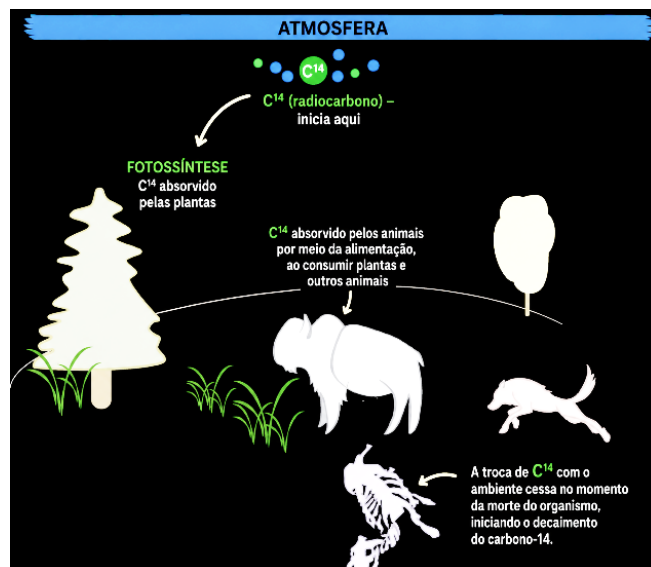 ATMOSFERA
C¹⁴
C¹⁴ (radiocarbono) –
inicia aqui
FOTOSSÍNTESE
C¹⁴ absorvido
pelas plantas
C¹⁴ absorvido pelos animais
por meio da alimentação,
ao consumir plantas e
outros animais
A troca de C¹⁴ com o
ambiente cessa no momento
da morte do organismo,
iniciando o decaimento
do carbono-14.